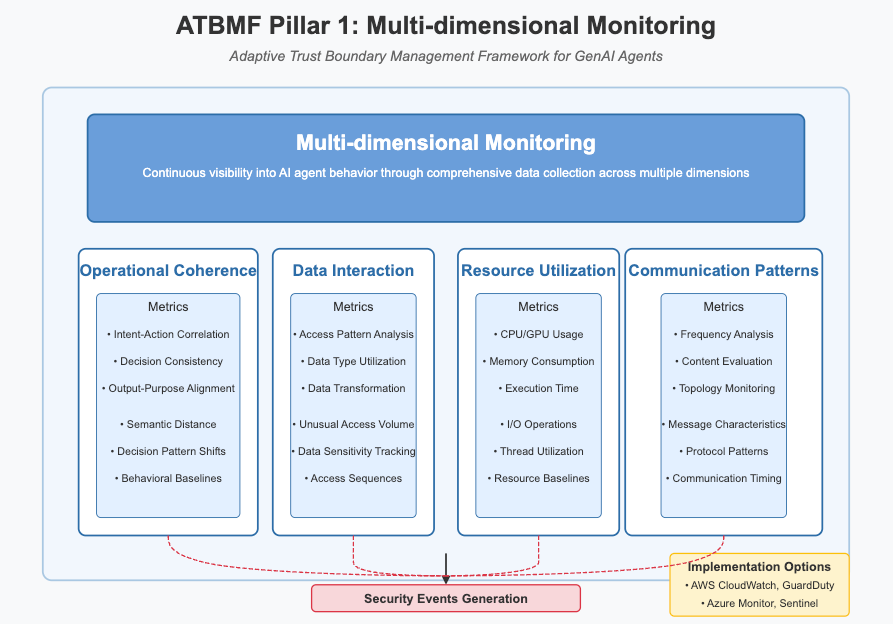 ATBMF Pillar 1: Multi-dimensional Monitoring
Adaptive Trust Boundary Management Framework for GenAI Agents
Multi-dimensional Monitoring
Continuous visibility into AI agent behavior through comprehensive data collection across multiple dimensions
Operational Coherence
Metrics
• Intent-Action Correlation
• Decision Consistency
• Output-Purpose Alignment
• Semantic Distance
• Decision Pattern Shifts
• Behavioral Baselines
Data Interaction
Metrics
• Access Pattern Analysis
• Data Type Utilization
• Data Transformation
• Unusual Access Volume
• Data Sensitivity Tracking
• Access Sequences
Resource Utilization
Metrics
• CPU/GPU Usage
• Memory Consumption
• Execution Time
• I/O Operations
• Thread Utilization
• Resource Baselines
Communication Patterns
Metrics
• Frequency Analysis
• Content Evaluation
• Topology Monitoring
• Message Characteristics
• Protocol Patterns
• Communication Timing
Security Events Generation
Implementation Options
• AWS CloudWatch, GuardDuty
• Azure Monitor, Sentinel